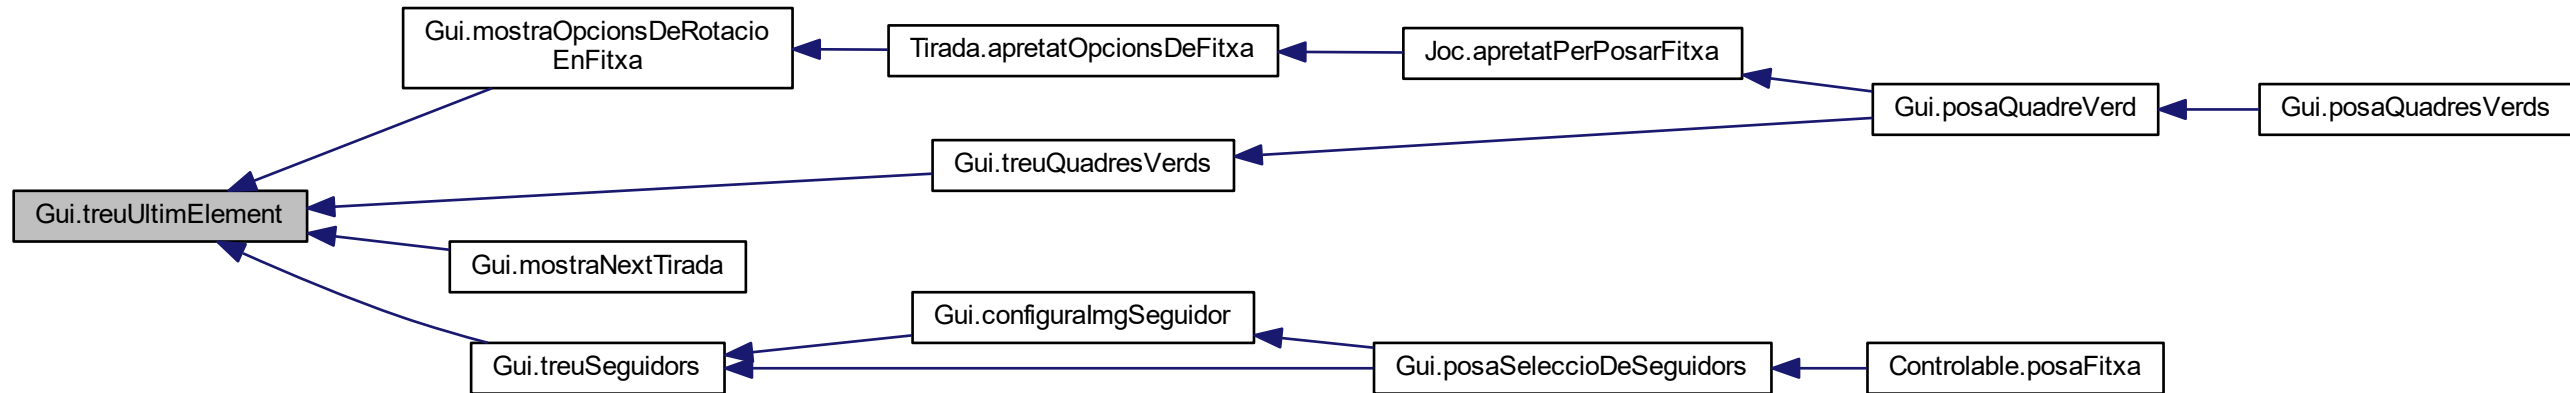 Gui.mostraOpcionsDeRotacio
EnFitxa
Tirada.apretatOpcionsDeFitxa
Joc.apretatPerPosarFitxa
Gui.posaQuadreVerd
Gui.posaQuadresVerds
Gui.treuQuadresVerds
Gui.treuUltimElement
Gui.mostraNextTirada
Gui.configuraImgSeguidor
Gui.treuSeguidors
Gui.posaSeleccioDeSeguidors
Controlable.posaFitxa